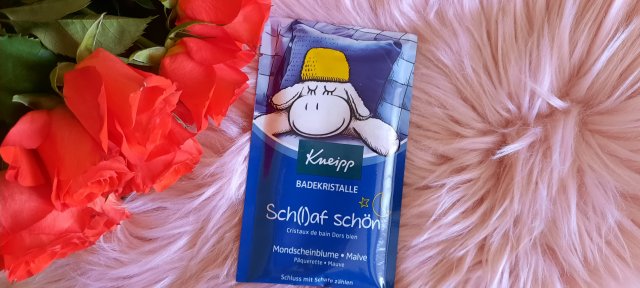 Kneipp
BADEKRISTALLE
Sch(l)af schön
Cristaux de bain Dors bien
Mondscheinblume • Malve
Pâquerette • Mauve
Schluss mit Schafe zählen